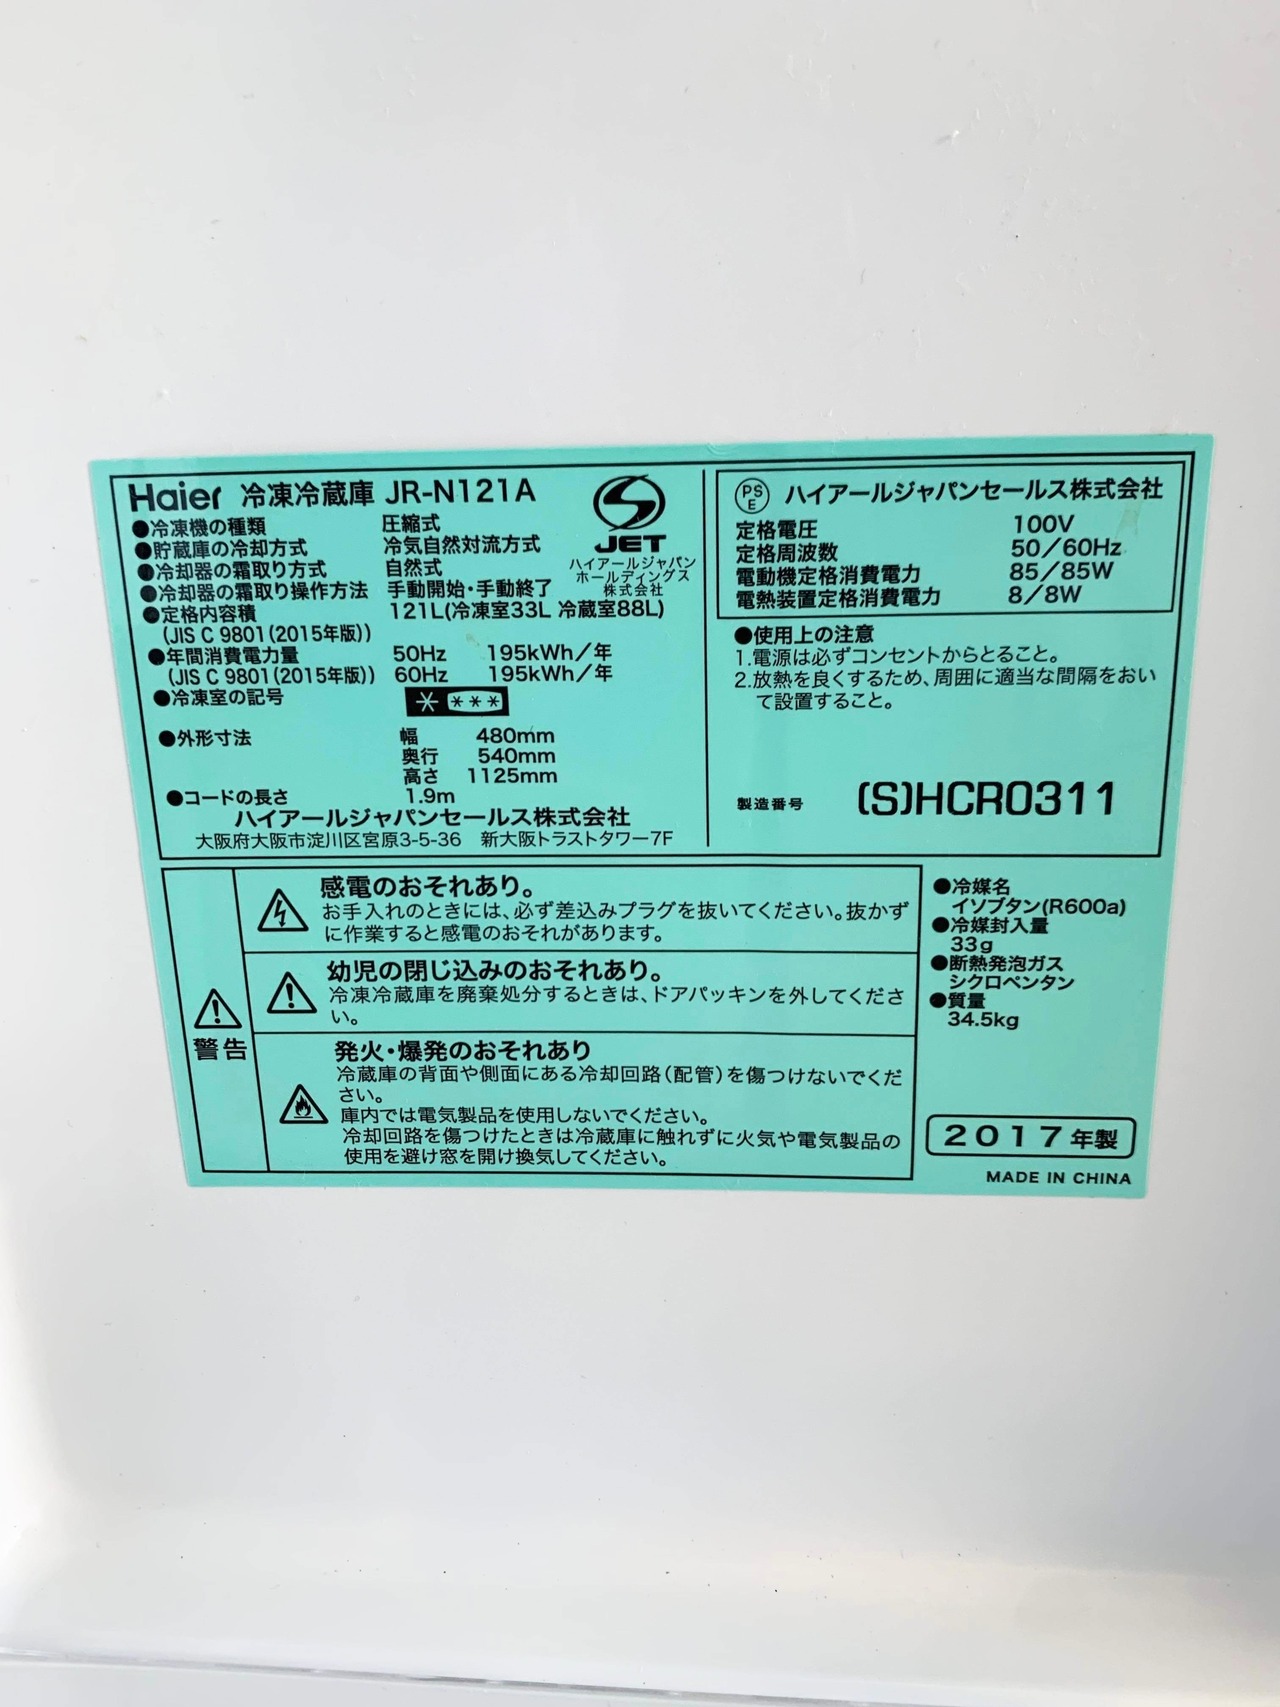 Haier 冷凍冷蔵庫 JR-N121A
●冷凍機の種類 圧縮式
●貯蔵庫の冷却方式 冷気自然対流方式
●冷却器の霜取り方式 自然式
●冷却器の霜取り操作方法 手動開始・手動終了
●定格内容積 121L(冷凍室33L 冷蔵室88L)
(JIS C 9801(2015年版))
●年間消費電力量 50Hz 195kWh/年
(JIS C 9801(2015年版)) 60Hz 195kWh/年
●冷凍室の記号 * ***
●外形寸法 幅 480mm
奥行 540mm
高さ 1125mm
●コードの長さ 1.9m
ハイアールジャパンセールス株式会社
大阪府大阪市淀川区宮原3-5-36 新大阪トラストタワー7F
JET
ハイアールジャパン
ホールディングス
株式会社
PS
E
ハイアールジャパンセールス株式会社
定格電圧 100V
定格周波数 50/60Hz
電動機定格消費電力 85/85W
電熱装置定格消費電力 8/8W
●使用上の注意
1.電源は必ずコンセントからとること。
2.放熱を良くするため、周囲に適当な間隔をおい
て設置すること。
製造番号 (S)HCR0311
警告
感電のおそれあり。
お手入れのときには、必ず差込みプラグを抜いてください。抜かず
に作業すると感電のおそれがあります。
幼児の閉じ込みのおそれあり。
冷凍冷蔵庫を廃棄処分するときは、ドアパッキンを外してくださ
い。
発火・爆発のおそれあり
冷蔵庫の背面や側面にある冷却回路(配管)を傷つけないでくだ
さい。
庫内では電気製品を使用しないでください。
冷却回路を傷つけたときは冷蔵庫に触れずに火気や電気製品の
使用を避け窓を開け換気してください。
●冷媒名
イソブタン(R600a)
●冷媒封入量
33g
●断熱発泡ガス
シクロペンタン
●質量
34.5kg
2017年製
MADE IN CHINA